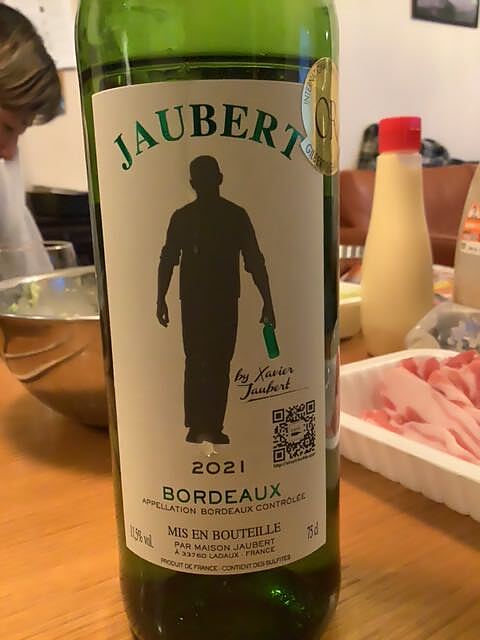 JAUBERT
by Xavier
Jaubert
2021
BORDEAUX
APPELLATION BORDEAUX CONTRÔLÉE
11,5% vol.
MIS EN BOUTEILLE
75 cl
PAR MAISON JAUBERT
À 33760 LADAUX - FRANCE
PRODUIT DE FRANCE - CONTIENT DES SULFITES